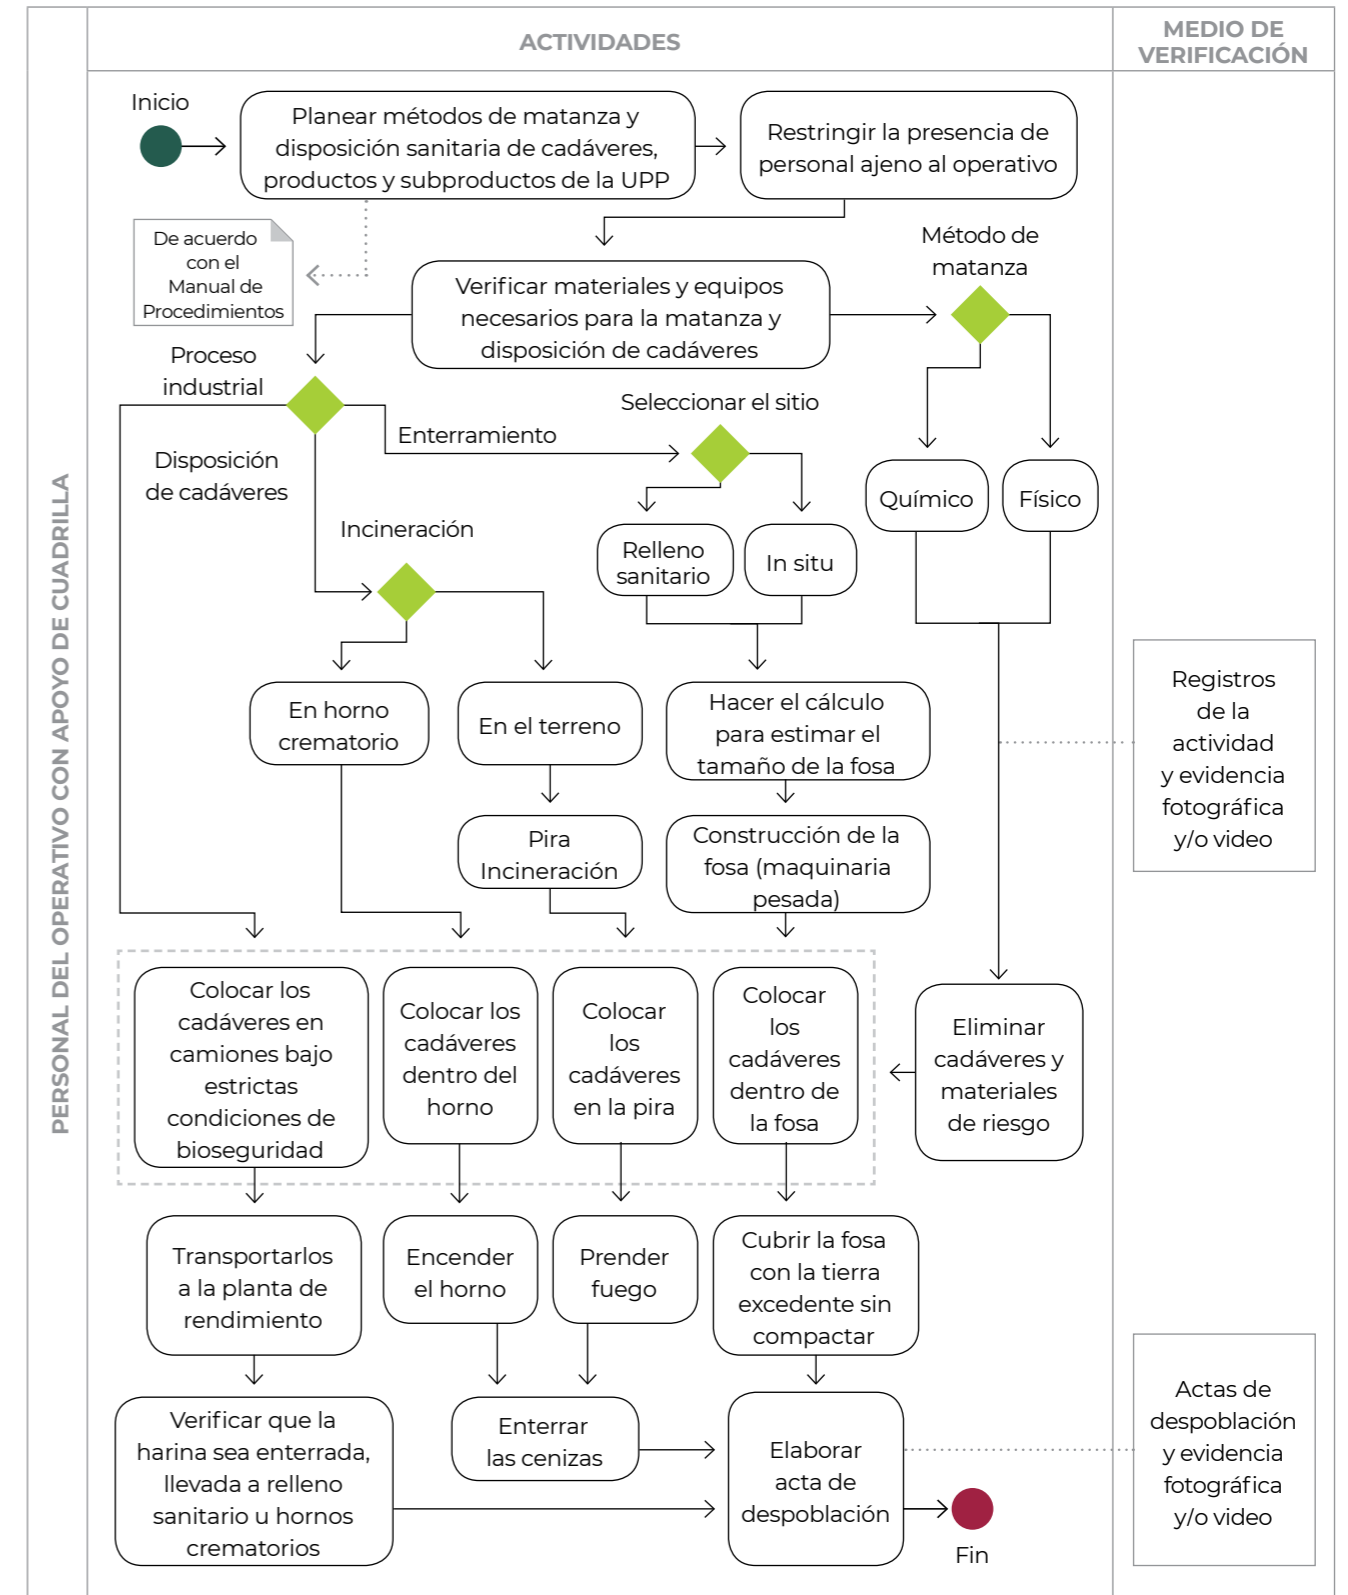 ACTIVIDADES
MEDIO DE
VERIFICACIÓN
PERSONAL DEL OPERATIVO CON APOYO DE CUADRILLA
Inicio
Planear métodos de matanza y
disposición sanitaria de cadáveres,
productos y subproductos de la UPP
Restringir la presencia de
personal ajeno al operativo
De acuerdo
con el
Manual de
Procedimientos
Verificar materiales y equipos
necesarios para la matanza y
disposición de cadáveres
Método de
matanza
Proceso
industrial
Seleccionar el sitio
Enterramiento
Disposición
de cadáveres
Químico
Físico
Incineración
Relleno
sanitario
In situ
En horno
crematorio
En el terreno
Hacer el cálculo
para estimar el
tamaño de la fosa
Registros
de la
actividad
y evidencia
fotográfica
y/o video
Pira
Incineración
Construcción de la
fosa (maquinaria
pesada)
Colocar los
cadáveres en
camiones bajo
estrictas
condiciones de
bioseguridad
Colocar los
cadáveres
dentro del
horno
Colocar
los
cadáveres
en la pira
Colocar
los
cadáveres
dentro de
la fosa
Eliminar
cadáveres y
materiales
de riesgo
Transportarlos
a la planta de
rendimiento
Encender
el horno
Prender
fuego
Cubrir la fosa
con la tierra
excedente sin
compactar
Verificar que la
harina sea enterrada,
llevada a relleno
sanitario u hornos
crematorios
Enterrar
las cenizas
Elaborar
acta de
despoblación
Actas de
despoblación
y evidencia
fotográfica
y/o video
Fin